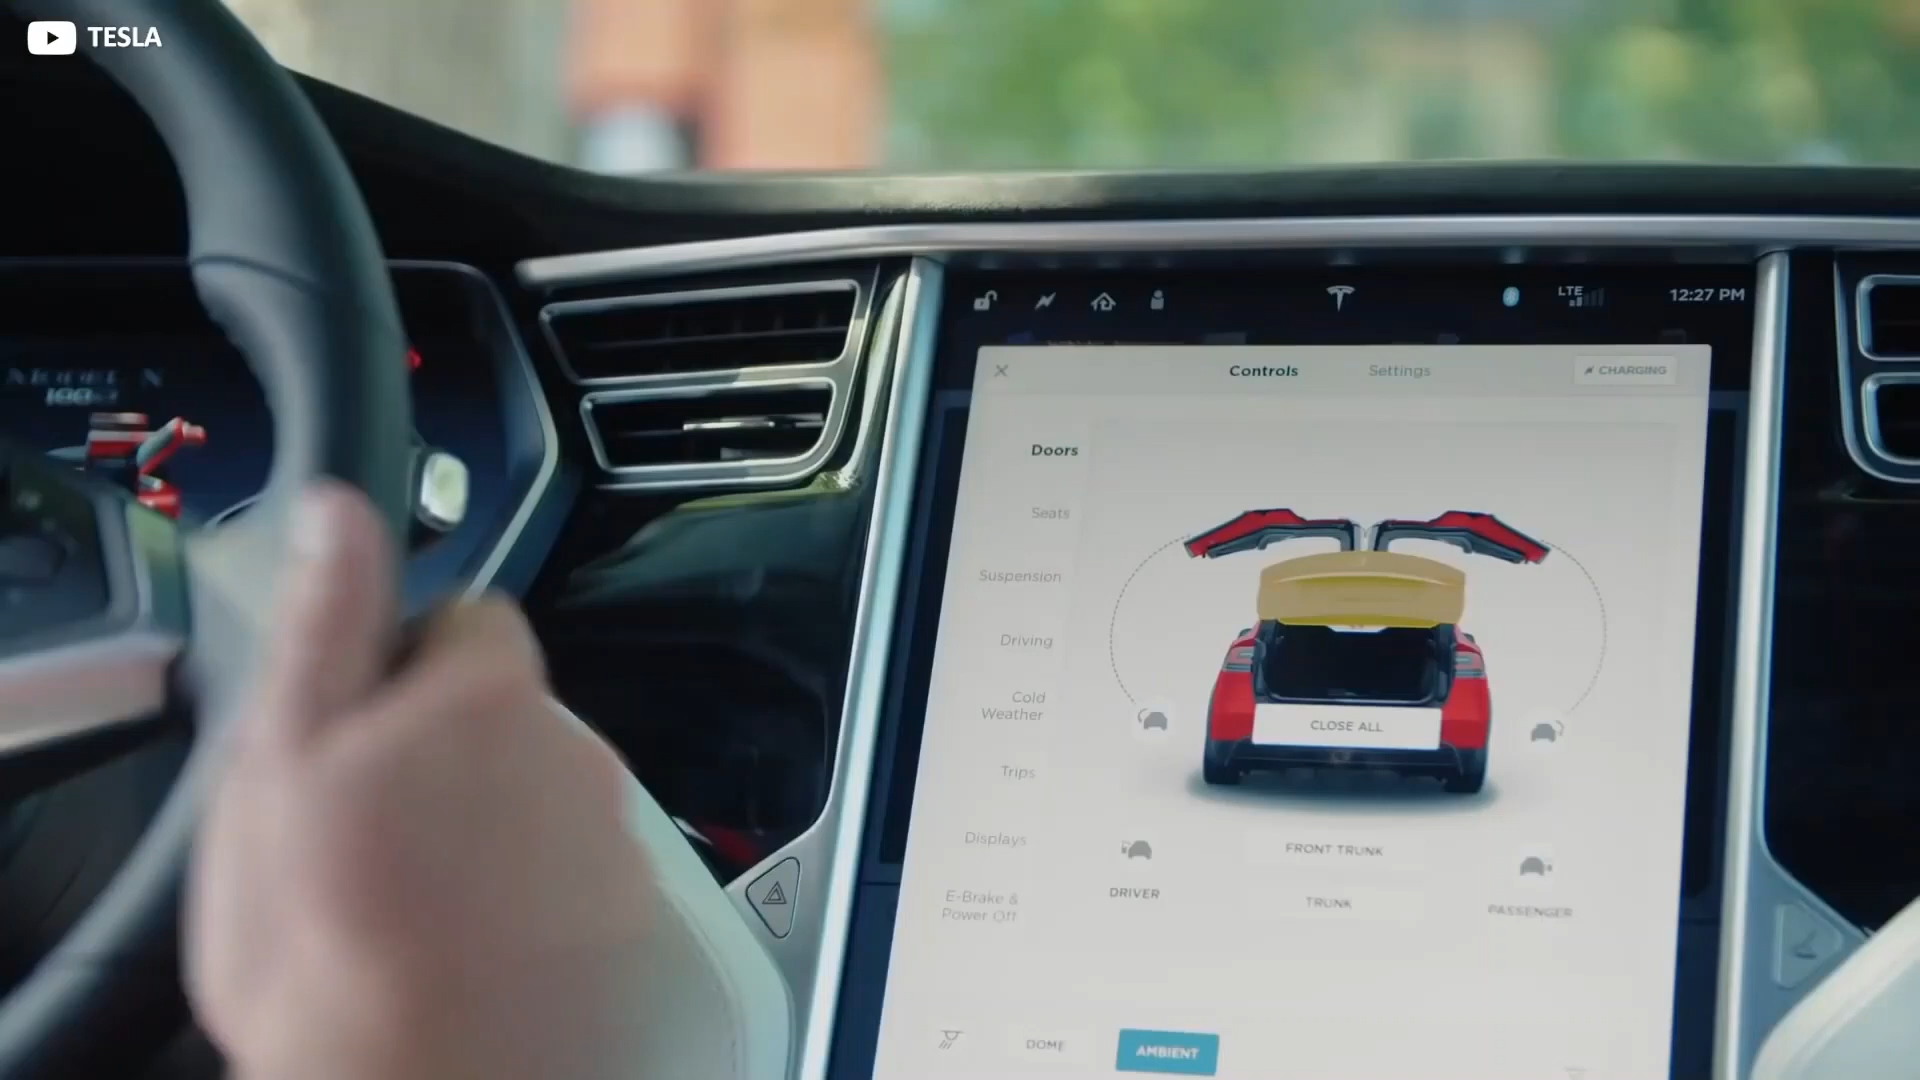 TESLA
LTE
12:27 PM
MODEL X
Controls
Settings
CHARGING
Doors
Seats
Suspension
Driving
Cold
Weather
Trips
Displays
E-Brake &
Power Off
CLOSE ALL
FRONT TRUNK
DRIVER
TRUNK
PASSENGER
DOME
AMBIENT